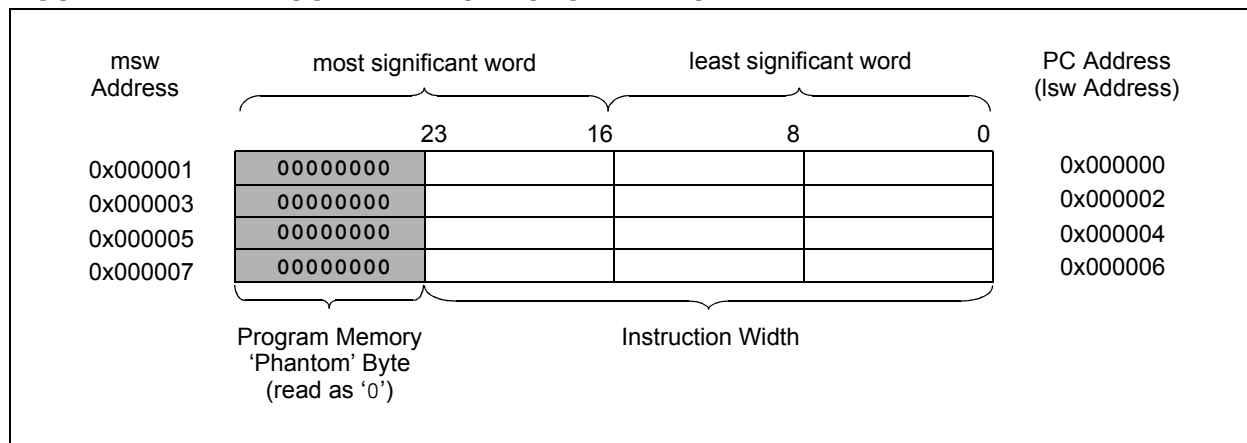 msw
Address
most significant word
least significant word
PC Address
(lsw Address)
23 16 8 0
0x000001 00000000 0x000000
0x000003 00000000 0x000002
0x000005 00000000 0x000004
0x000007 00000000 0x000006
Program Memory
‘Phantom’ Byte
(read as ‘0’)
Instruction Width